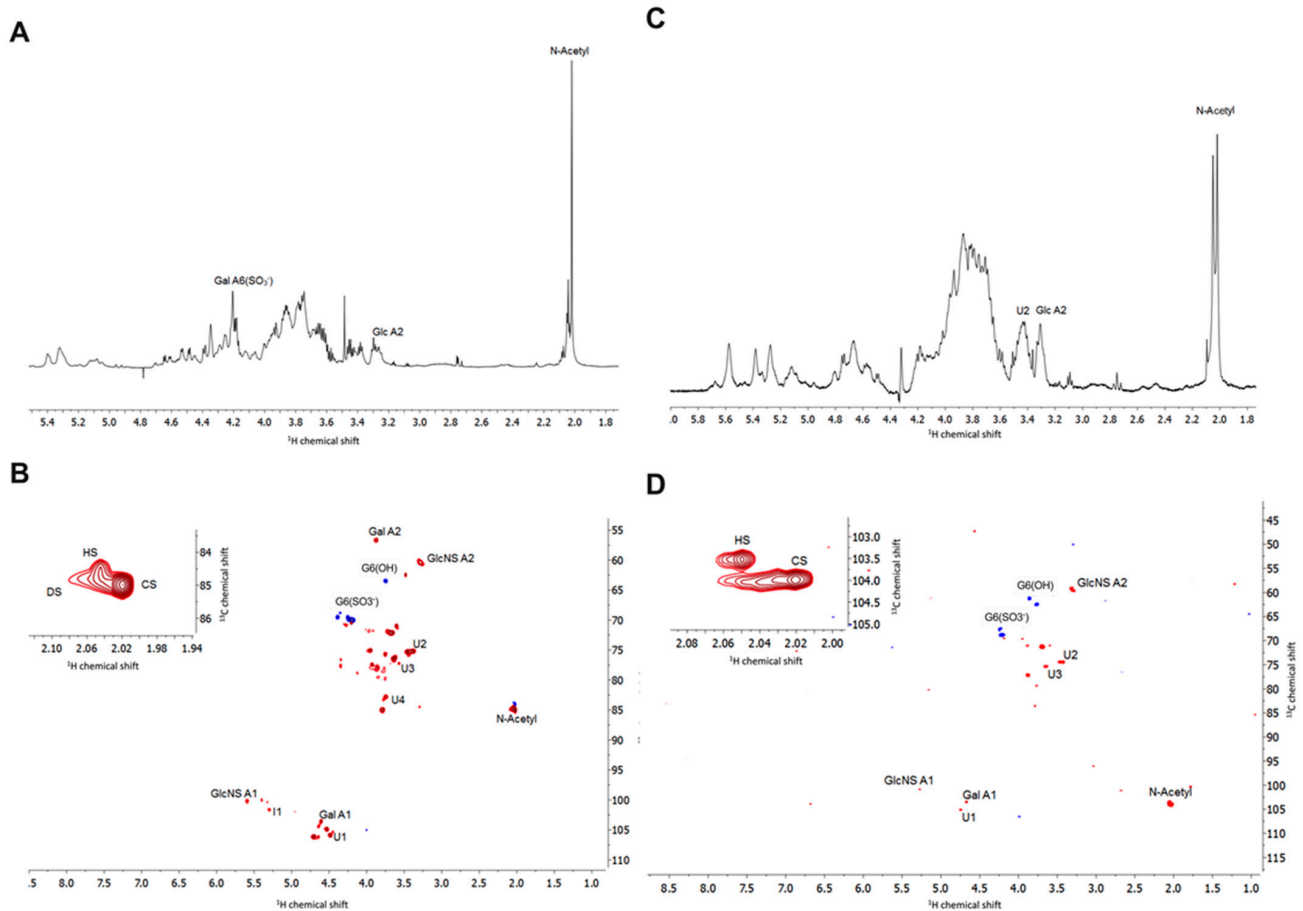 A
N-Acetyl
Gal A6(SO₃⁻)
Glc A2
5.4 5.2 5.0 4.8 4.6 4.4 4.2 4.0 3.8 3.6 3.4 3.2 3.0 2.8 2.6 2.4 2.2 2.0 1.8
¹H chemical shift
C
N-Acetyl
U2
Glc A2
5.8 5.6 5.4 5.2 5.0 4.8 4.6 4.4 4.2 4.0 3.8 3.6 3.4 3.2 3.0 2.8 2.6 2.4 2.2 2.0 1.8
¹H chemical shift
B
HS
DS
CS
84
85
86
¹³C chemical shift
2.10 2.06 2.02 1.98 1.94
¹H chemical shift
Gal A2
GlcNS A2
G6(OH)
G6(SO3⁻)
U2
U3
U4
N-Acetyl
GlcNS A1
I1
Gal A1
U1
55
60
65
70
75
80
85
90
95
100
105
110
¹³C chemical shift
8.0 7.5 7.0 6.5 6.0 5.5 5.0 4.5 4.0 3.5 3.0 2.5 2.0 1.5 1.0
¹H chemical shift
D
HS
CS
103.0
103.5
104.0
104.5
105.0
¹³C chemical shift
2.08 2.06 2.04 2.02 2.00
¹H chemical shift
GlcNS A2
G6(OH)
G6(SO3⁻)
U2
U3
GlcNS A1
Gal A1
U1
N-Acetyl
45
50
55
60
65
70
75
80
85
90
95
100
105
110
115
¹³C chemical shift
8.5 8.0 7.5 7.0 6.5 6.0 5.5 5.0 4.5 4.0 3.5 3.0 2.5 2.0 1.5 1.0
¹H chemical shift